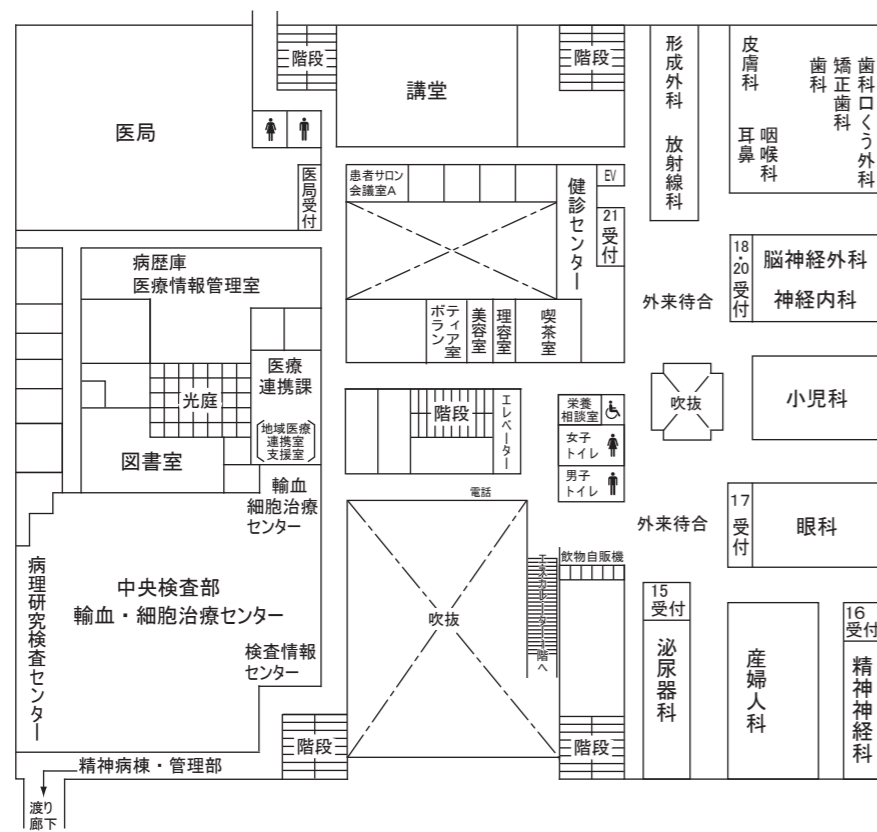 階段
階段
講堂
形成外科
放射線科
皮膚科
耳鼻
咽喉科
歯科
矯正歯科
歯科口くう外科
医局
医局受付
患者サロン
会議室A
健診センター
EV
21
受付
病歴庫
医療情報管理室
18・20
受付
脳神経外科
神経内科
外来待合
ボラン
ティア室
美容室
理容室
喫茶室
医療
連携課
光庭
地域医療
連携室
支援室
階段
エレベーター
栄養
相談室
女子
トイレ
男子
トイレ
吹抜
小児科
図書室
輸血
細胞治療
センター
電話
外来待合
17
受付
眼科
病理研究検査センター
中央検査部
輸血・細胞治療センター
検査情報
センター
吹抜
エスカレーター1階へ
飲物自販機
15
受付
泌尿器科
産婦人科
16
受付
精神神経科
階段
階段
精神病棟・管理部
渡り
廊下